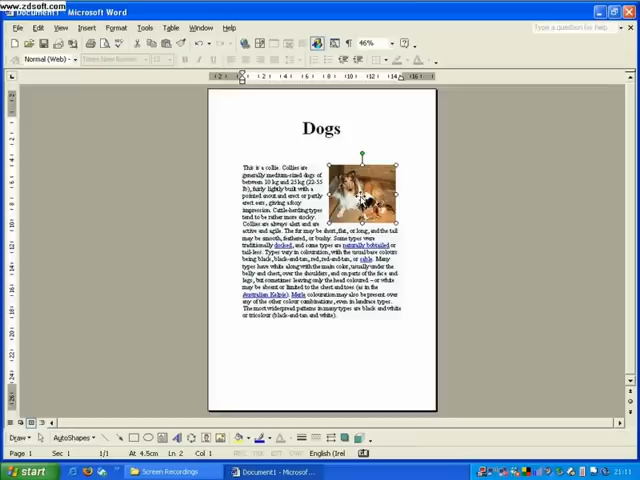 www.zdsoft.com
Document1 - Microsoft Word
File Edit View Insert Format Tools Table Window Help
Type a question for help
46%
Normal (Web) Times New Roman 12
Dogs
This is a collie. Collies are
generally medium-sized dogs of
between 10 kg and 25 kg (22-55
lb), fairly lightly built with a
pointed snout and erect or partly
erect ears, giving a foxy
impression. Cattle-herding types
tend to be rather more stocky.
Collies are always alert and are
active and agile. The fur may be short, flat, or long, and the tail
may be smooth, feathered, or bushy. Some types were
traditionally docked, and some types are naturally bobtailed or
tail-less. Types vary in colouration, with the usual bare colours
being black, black-and-tan, red, red-and-tan, or sable. Many
types have white along with the main color, usually under the
belly and chest, over the shoulders, and on parts of the face and
legs, but sometimes leaving only the head coloured – or white
may be absent or limited to the chest and toes (as in the
Australian Kelpie). Merle colouration may also be present over
any of the other colour combinations, even in landrace types.
The most widespread patterns in many types are black and white
or tricolour (black-and-tan and white).
Draw AutoShapes
Page 1 Sec 1 1/1 At 4.5cm Ln 2 Col 1 English (Irel
start Screen Recordings Document1 - Microsof... 21:11